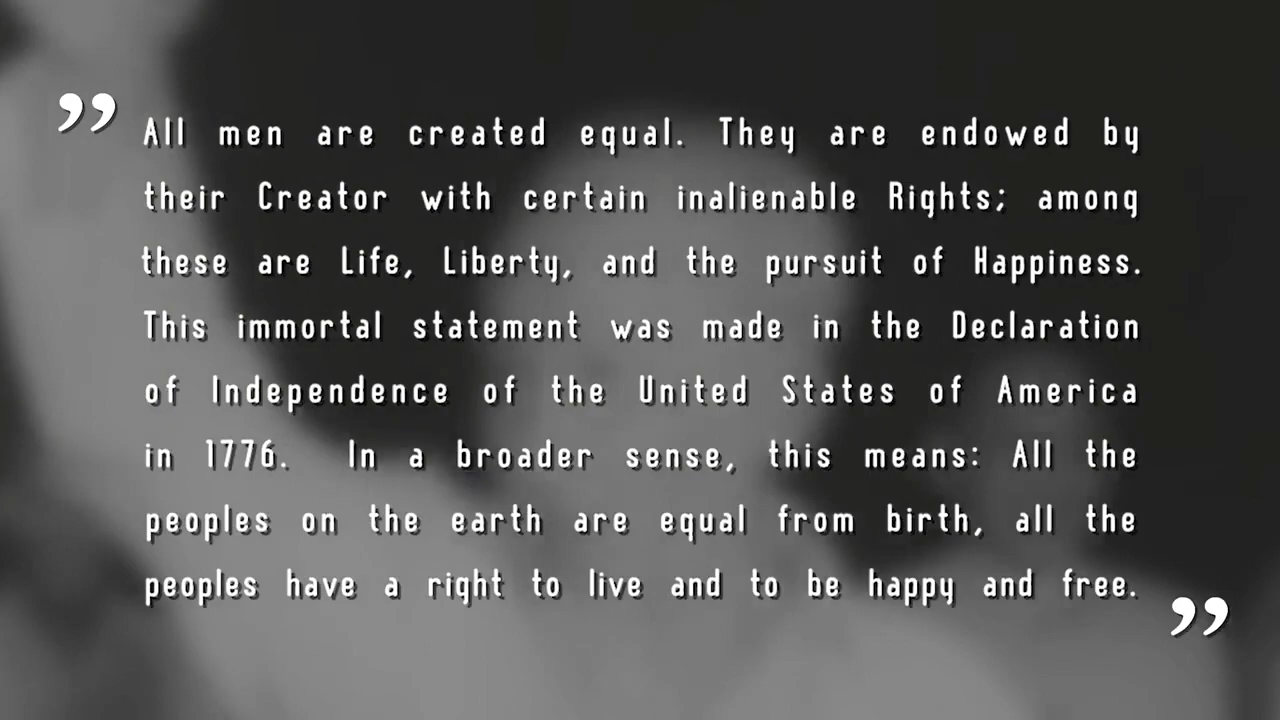 ” All men are created equal. They are endowed by
their Creator with certain inalienable Rights; among
these are Life, Liberty, and the pursuit of Happiness.
This immortal statement was made in the Declaration
of Independence of the United States of America
in 1776. In a broader sense, this means: All the
peoples on the earth are equal from birth, all the
peoples have a right to live and to be happy and free. ”